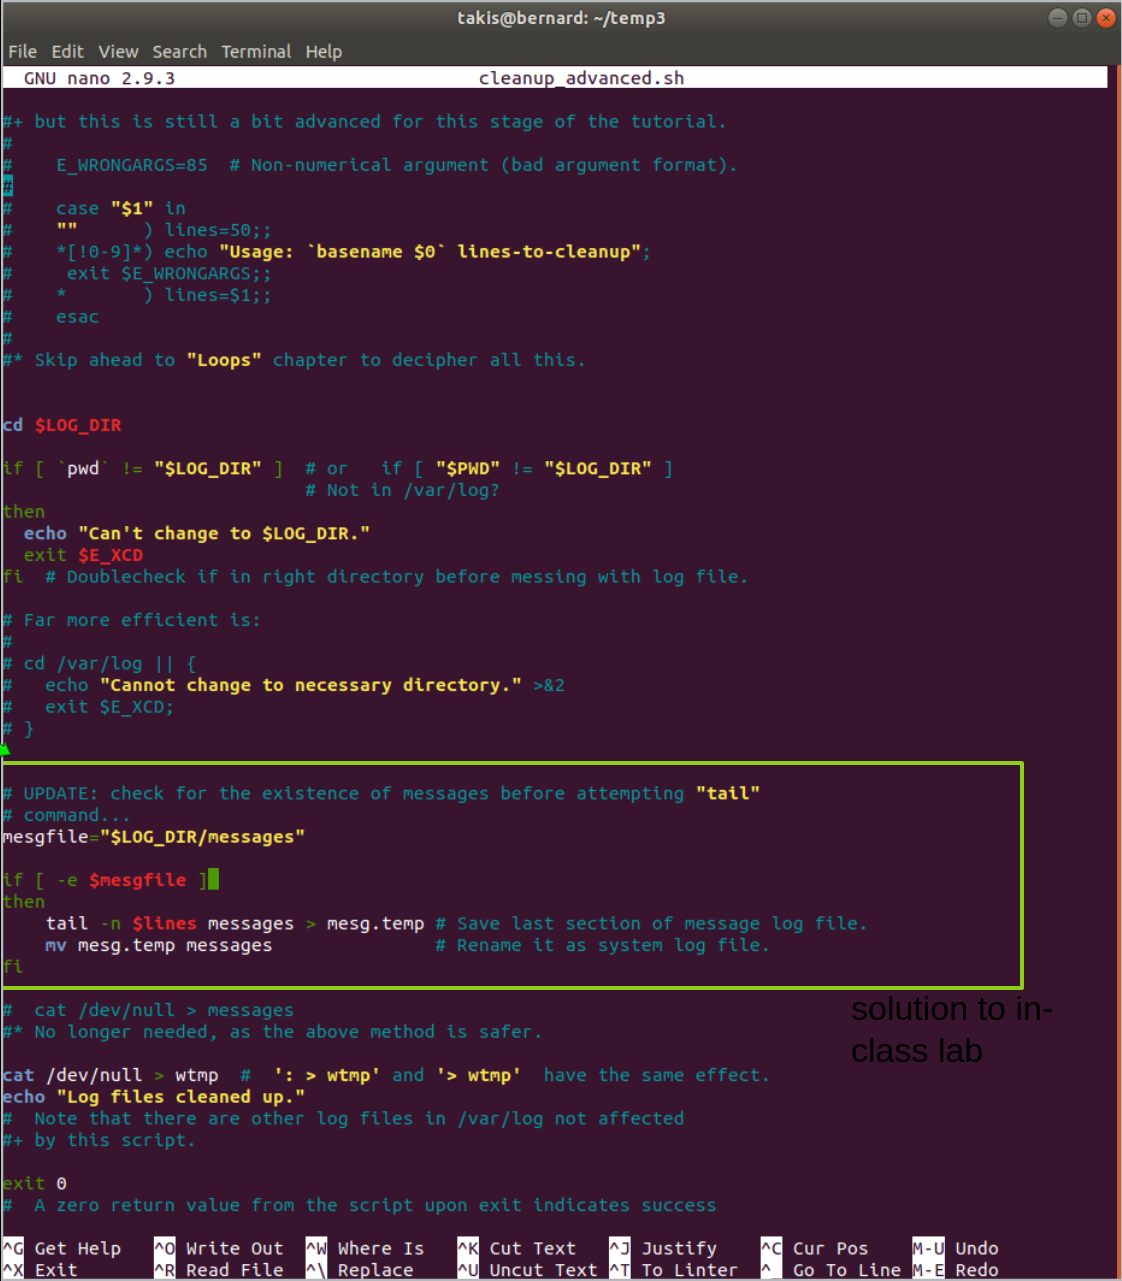 takis@bernard: ~/temp3
File Edit View Search Terminal Help
GNU nano 2.9.3 cleanup_advanced.sh
#+ but this is still a bit advanced for this stage of the tutorial.
#
#    E_WRONGARGS=85  # Non-numerical argument (bad argument format).
#
#    case "$1" in
#    ""      ) lines=50;;
#    *[!0-9]*) echo "Usage: `basename $0` lines-to-cleanup";
#     exit $E_WRONGARGS;;
#    *       ) lines=$1;;
#    esac
#
#* Skip ahead to "Loops" chapter to decipher all this.
cd $LOG_DIR
if [ `pwd` != "$LOG_DIR" ]  # or   if [ "$PWD" != "$LOG_DIR" ]
                            # Not in /var/log?
then
  echo "Can't change to $LOG_DIR."
  exit $E_XCD
fi  # Doublecheck if in right directory before messing with log file.
# Far more efficient is:
#
# cd /var/log || {
#   echo "Cannot change to necessary directory." >&2
#   exit $E_XCD;
# }
# UPDATE: check for the existence of messages before attempting "tail"
# command...
mesgfile="$LOG_DIR/messages"
if [ -e $mesgfile ]
then
    tail -n $lines messages > mesg.temp # Save last section of message log file.
    mv mesg.temp messages               # Rename it as system log file.
fi
#  cat /dev/null > messages
#* No longer needed, as the above method is safer.
solution to in-
class lab
cat /dev/null > wtmp  #  ': > wtmp' and '> wtmp'  have the same effect.
echo "Log files cleaned up."
#  Note that there are other log files in /var/log not affected
#+ by this script.
exit 0
#  A zero return value from the script upon exit indicates success
^G Get Help ^O Write Out ^W Where Is ^K Cut Text ^J Justify ^C Cur Pos M-U Undo
^X Exit ^R Read File ^\ Replace ^U Uncut Text ^T To Linter ^_ Go To Line M-E Redo